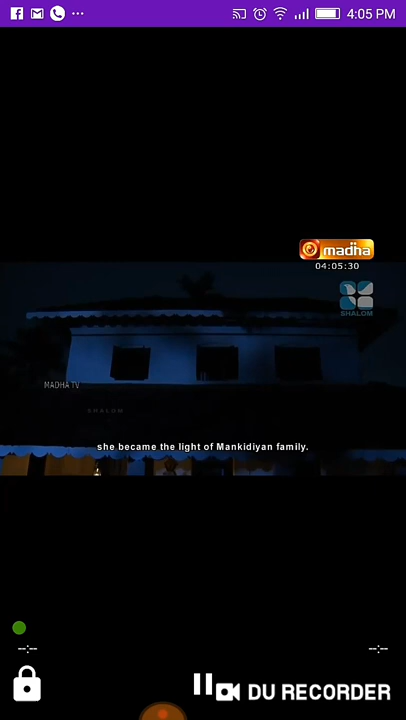 4:05 PM
madha
04:05:30
SHALOM
MADHA TV
SHALOM
she became the light of Mankidiyan family.
--:--
--:--
DU RECORDER